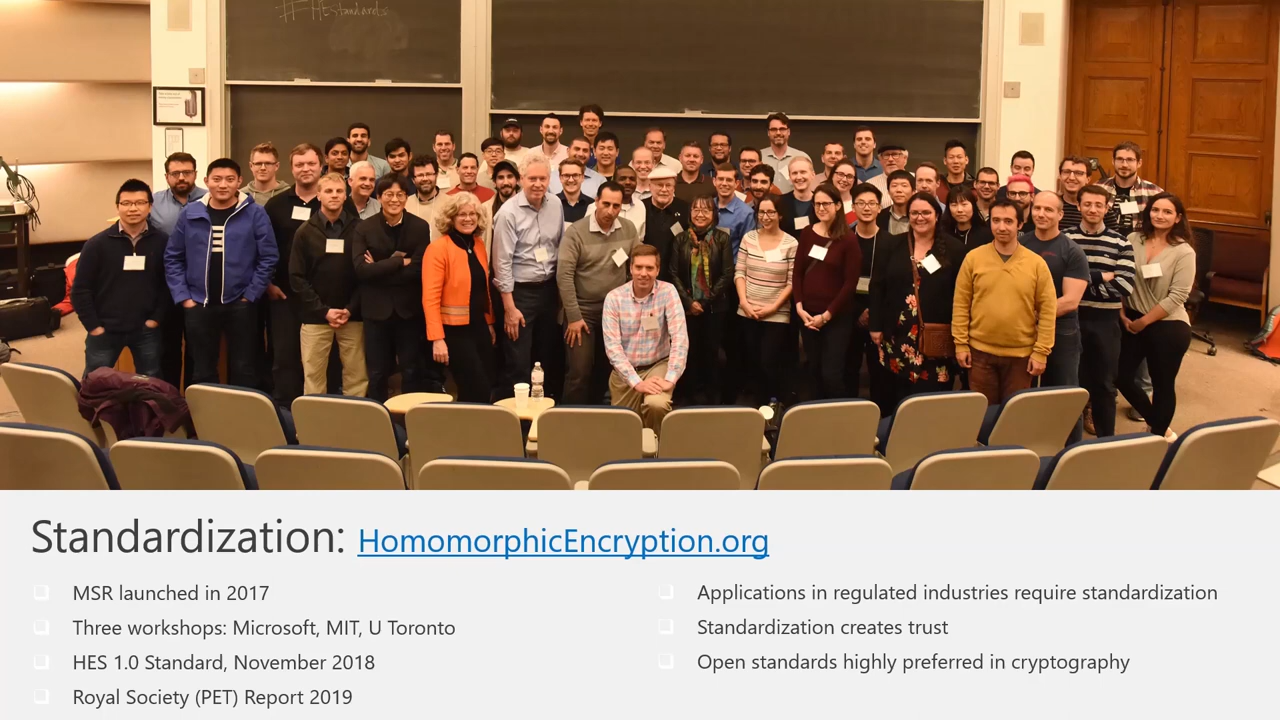 #HEstandards
Standardization: HomomorphicEncryption.org
MSR launched in 2017
Three workshops: Microsoft, MIT, U Toronto
HES 1.0 Standard, November 2018
Royal Society (PET) Report 2019
Applications in regulated industries require standardization
Standardization creates trust
Open standards highly preferred in cryptography